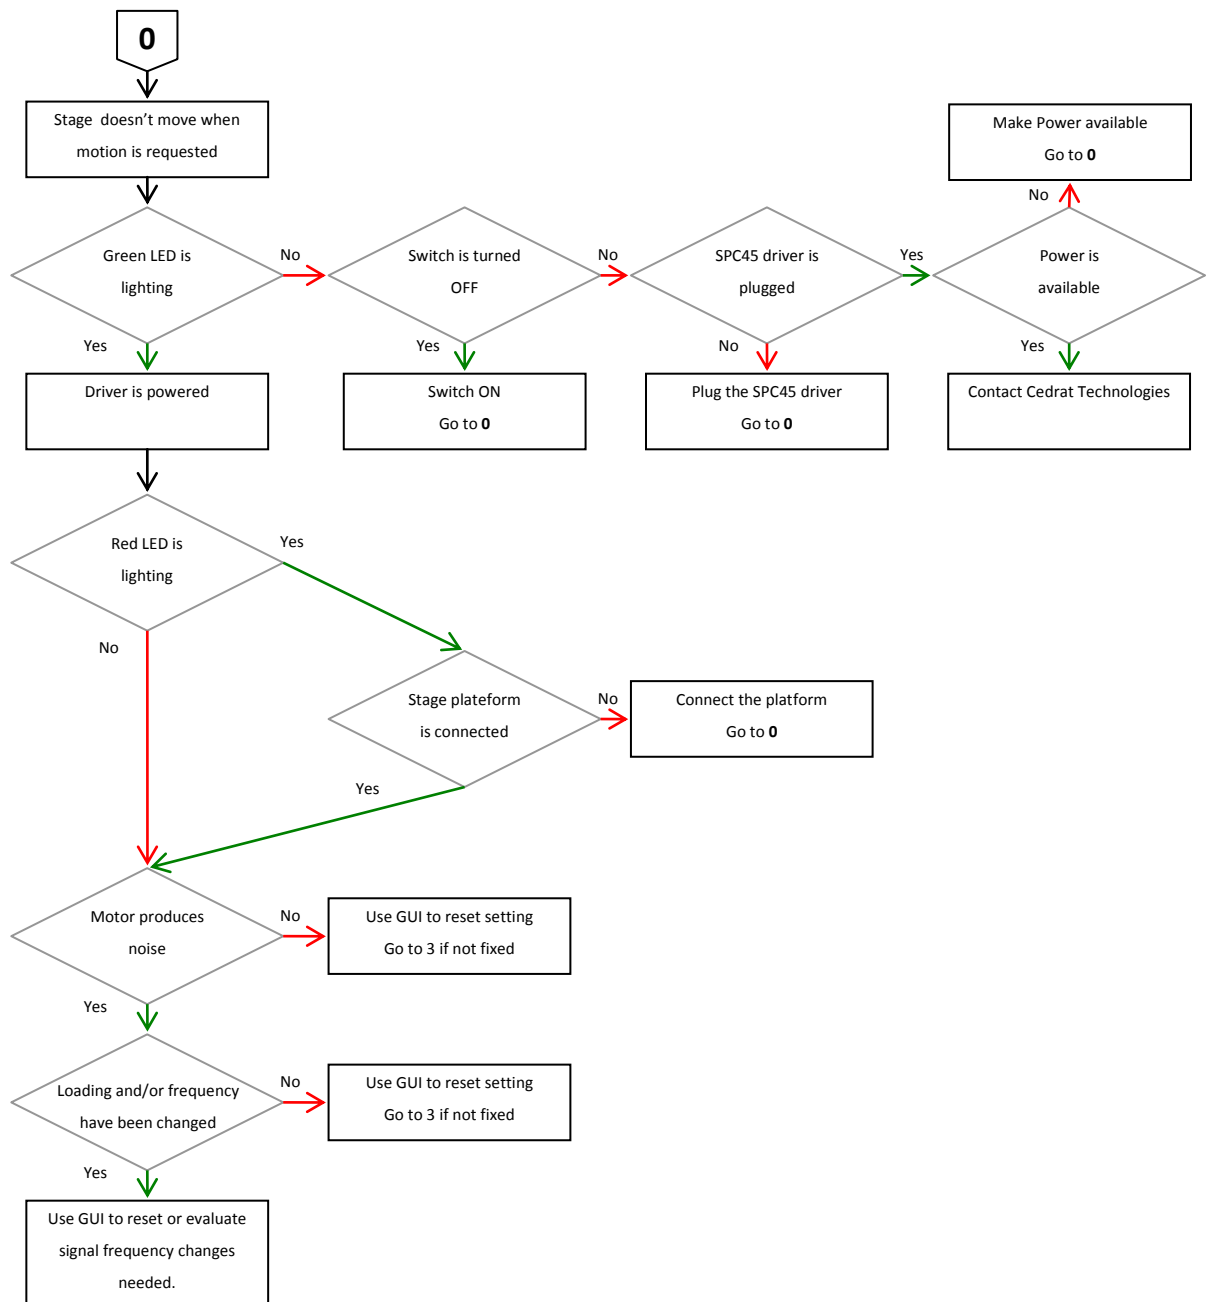 0
Stage  doesn't move when
motion is requested
Make Power available
Go to 0
No
Green LED is
lighting
No
Switch is turned
OFF
No
SPC45 driver is
plugged
Yes
Power is
available
Yes
Yes
No
Yes
Driver is powered
Switch ON
Go to 0
Plug the SPC45 driver
Go to 0
Contact Cedrat Technologies
Red LED is
lighting
Yes
No
Stage plateform
is connected
No
Connect the platform
Go to 0
Yes
Motor produces
noise
No
Use GUI to reset setting
Go to 3 if not fixed
Yes
Loading and/or frequency
have been changed
No
Use GUI to reset setting
Go to 3 if not fixed
Yes
Use GUI to reset or evaluate
signal frequency changes
needed.